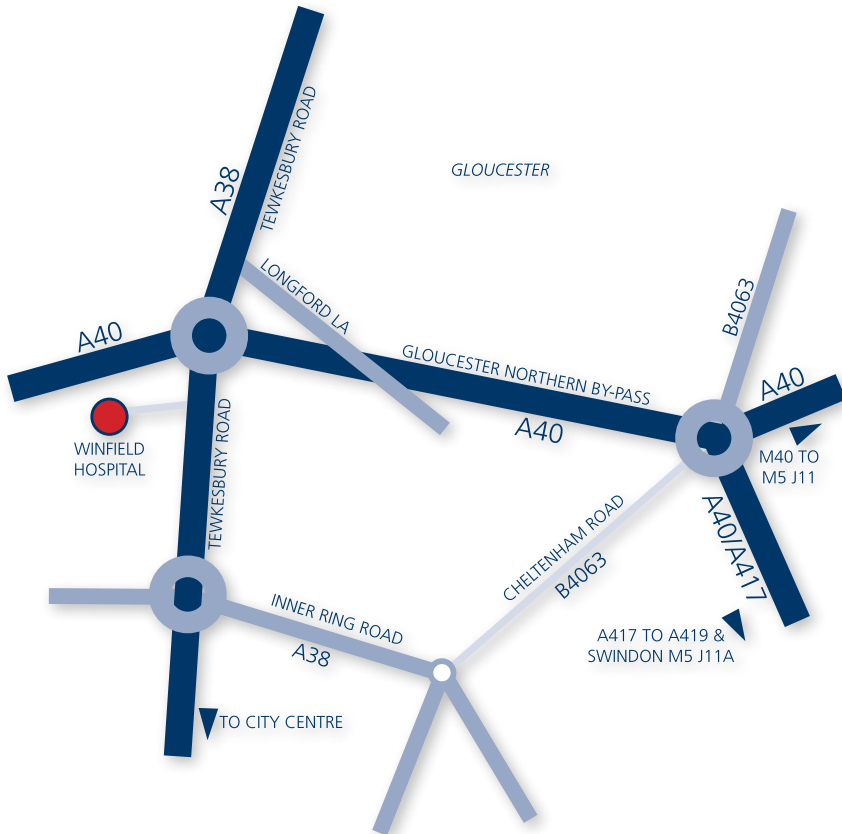 TEWKESBURY ROAD
A38
GLOUCESTER
LONGFORD LA
B4063
A40
GLOUCESTER NORTHERN BY-PASS
A40
A40
WINFIELD
HOSPITAL
TEWKESBURY ROAD
M40 TO
M5 J11
A40/A417
CHELTENHAM ROAD
B4063
INNER RING ROAD
A38
A417 TO A419 &
SWINDON M5 J11A
TO CITY CENTRE